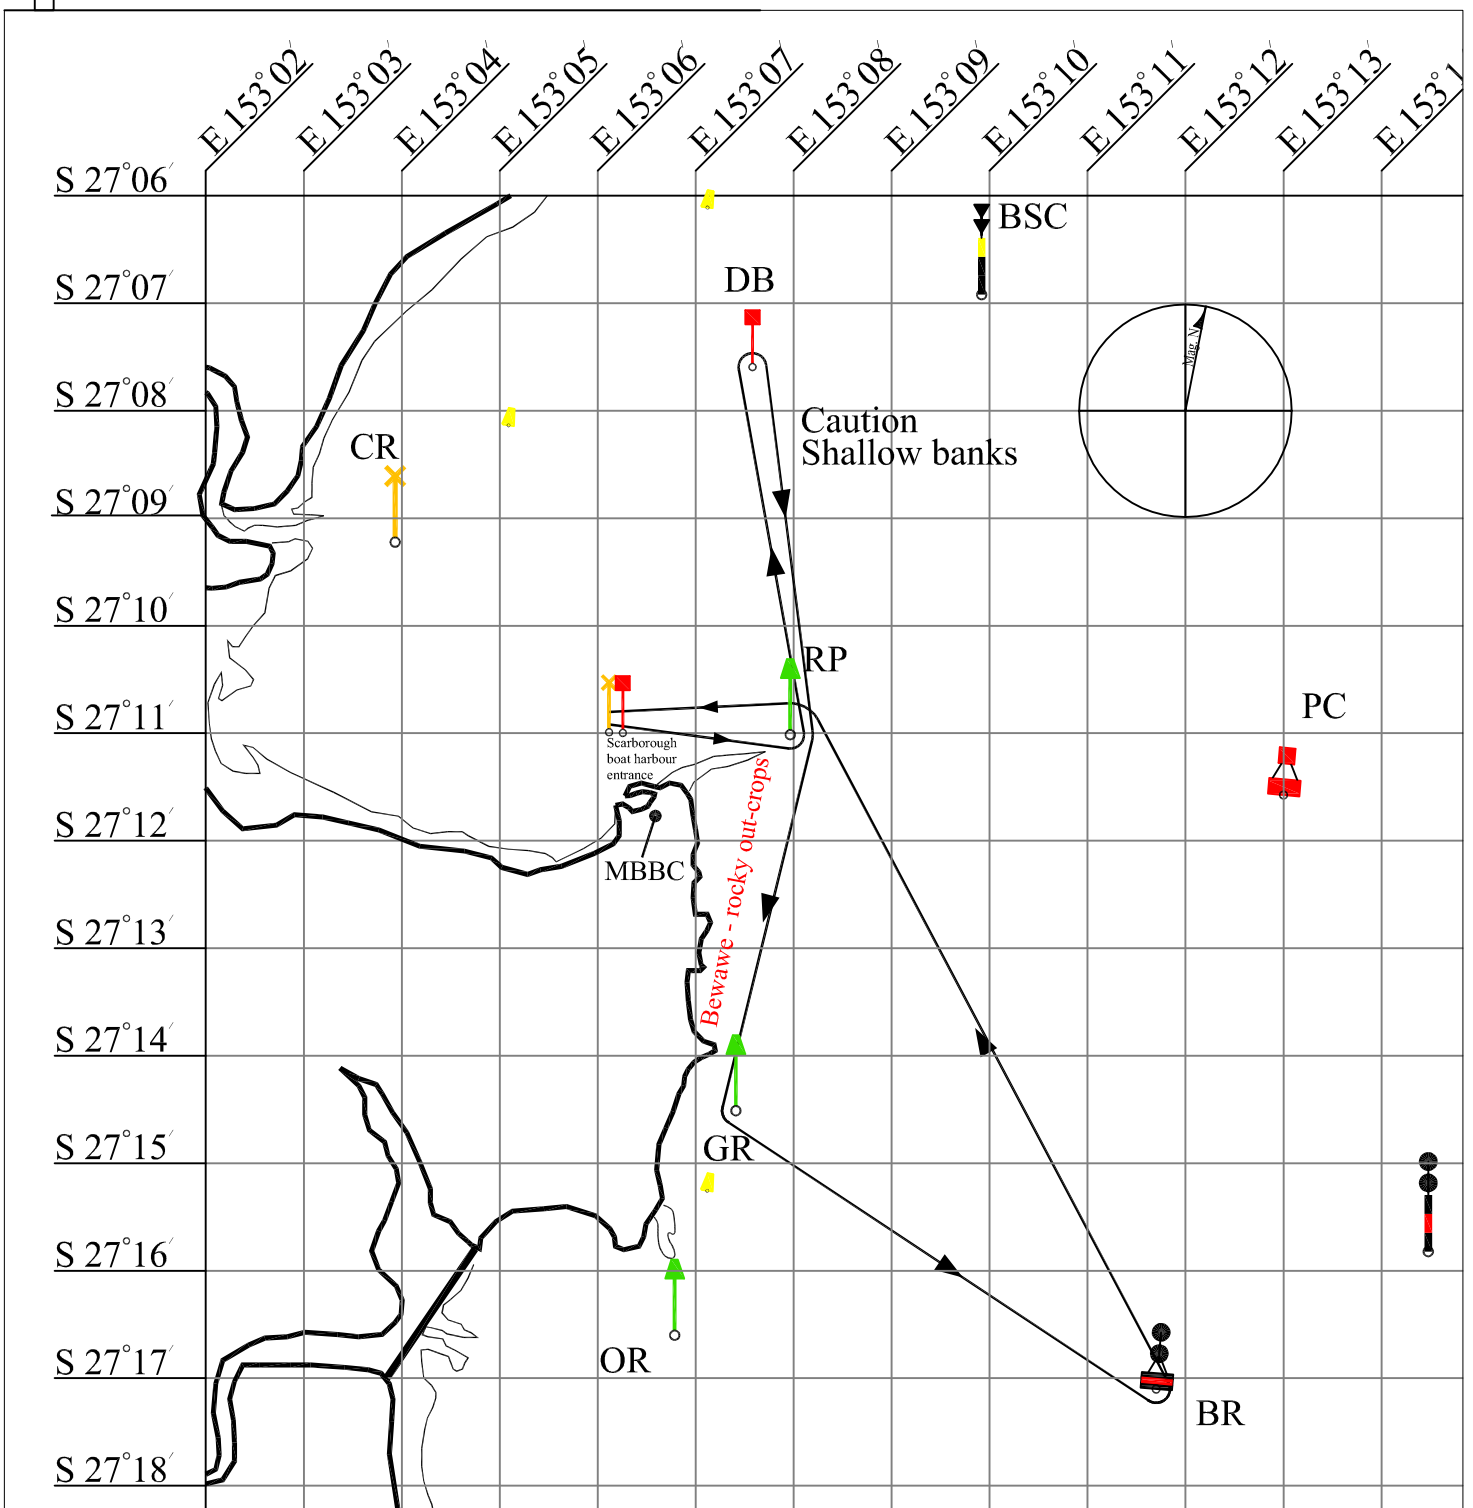 E 153°02′
E 153°03′
E 153°04′
E 153°05′
E 153°06′
E 153°07′
E 153°08′
E 153°09′
E 153°10′
E 153°11′
E 153°12′
E 153°13′
E 153°1
S 27°06′
BSC
DB
S 27°07′
Mag. N
S 27°08′
Caution
Shallow banks
CR
S 27°09′
S 27°10′
RP
PC
S 27°11′
Scarborough
boat harbour
entrance
Bewawe - rocky out-crops
S 27°12′
MBBC
S 27°13′
S 27°14′
GR
S 27°15′
S 27°16′
OR
S 27°17′
BR
S 27°18′